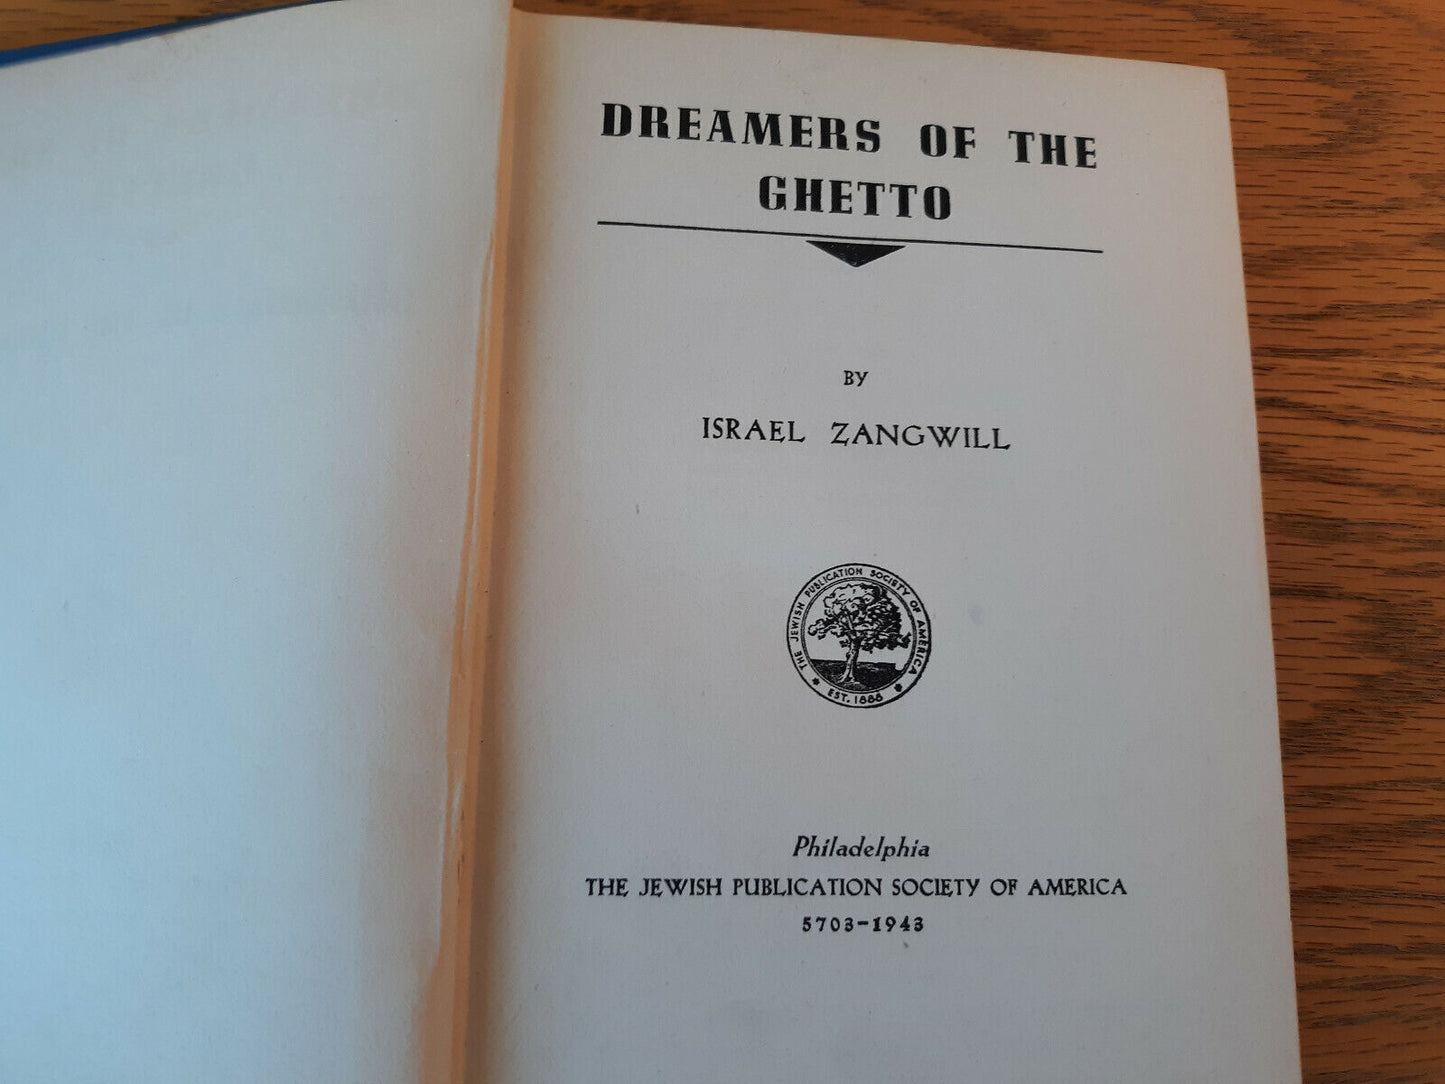 DREAMERS OF THE
GHETTO
BY
ISRAEL ZANGWILL
THE JEWISH PUBLICATION SOCIETY OF AMERICA
EST. 1888
Philadelphia
THE JEWISH PUBLICATION SOCIETY OF AMERICA
5703-1943